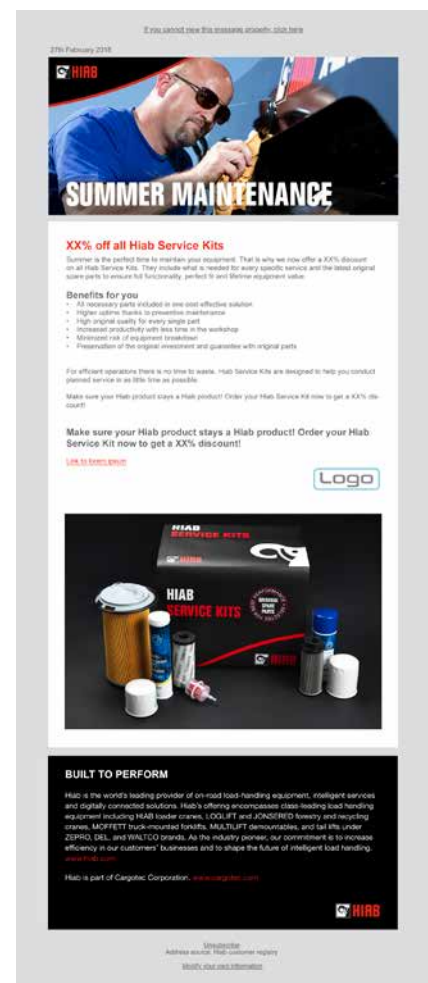 If you cannot view this message properly, click here
27th February 2018
HIAB
SUMMER MAINTENANCE
XX% off all Hiab Service Kits
Summer is the perfect time to maintain your equipment. That is why we now offer a XX% discount
on all Hiab Service Kits. They include what is needed for every specific service and the latest original
spare parts to ensure full functionality, perfect fit and lifetime equipment value.
Benefits for you
• All necessary parts included in one cost effective solution
• Higher uptime thanks to preventive maintenance
• High original quality for every single part
• Increased productivity with less time in the workshop
• Minimized risk of equipment breakdown
• Preservation of the original investment and guarantee with original parts
For efficient operations there is no time to waste. Hiab Service Kits are designed to help you conduct
planned service in as little time as possible.
Make sure your Hiab product stays a Hiab product! Order your Hiab Service Kit now to get a XX% dis-
count!
Make sure your Hiab product stays a Hiab product! Order your Hiab
Service Kit now to get a XX% discount!
Link to lorem ipsum
Logo
HIAB
SERVICE KITS
HIAB
HIAB
SERVICE KITS
ORIGINAL
SPARE
PARTS
HIAB
BUILT TO PERFORM
Hiab is the world's leading provider of on-road load-handling equipment, intelligent services
and digitally connected solutions. Hiab's offering encompasses class-leading load handling
equipment including HIAB loader cranes, LOGLIFT and JONSERED forestry and recycling
cranes, MOFFETT truck-mounted forklifts, MULTILIFT demountables, and tail lifts under
ZEPRO, DEL, and WALTCO brands. As the industry pioneer, our commitment is to increase
efficiency in our customers' businesses and to shape the future of intelligent load handling.
www.hiab.com
Hiab is part of Cargotec Corporation. www.cargotec.com
HIAB
Unsubscribe
Address source: Hiab customer registry
Modify your own information